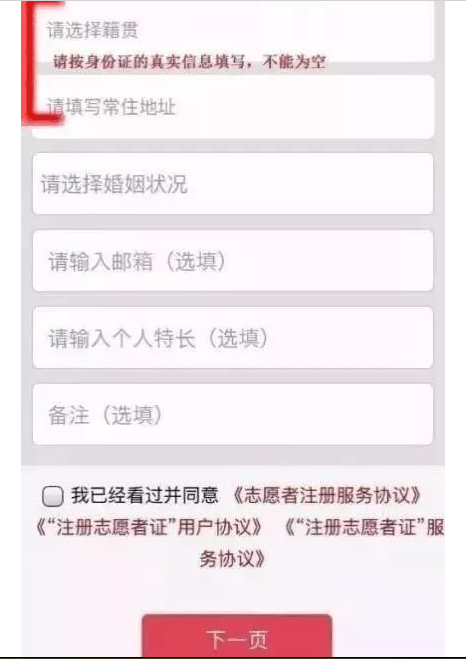 请选择籍贯
请按身份证的真实信息填写，不能为空
请填写常住地址
请选择婚姻状况
请输入邮箱（选填）
请输入个人特长（选填）
备注（选填）
我已经看过并同意 《志愿者注册服务协议》
《“注册志愿者证”用户协议》 《“注册志愿者证”服
务协议》
下一页